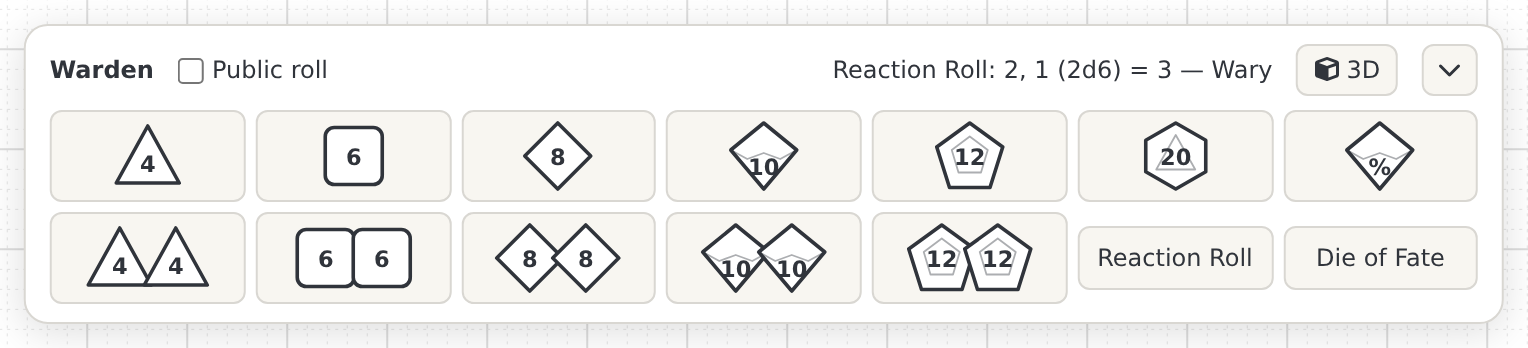 Warden Public roll Reaction Roll: 2, 1 (2d6) = 3 — Wary 3D
4 6 8 10 12 20 %
4 4 6 6 8 8 10 10 12 12 Reaction Roll Die of Fate